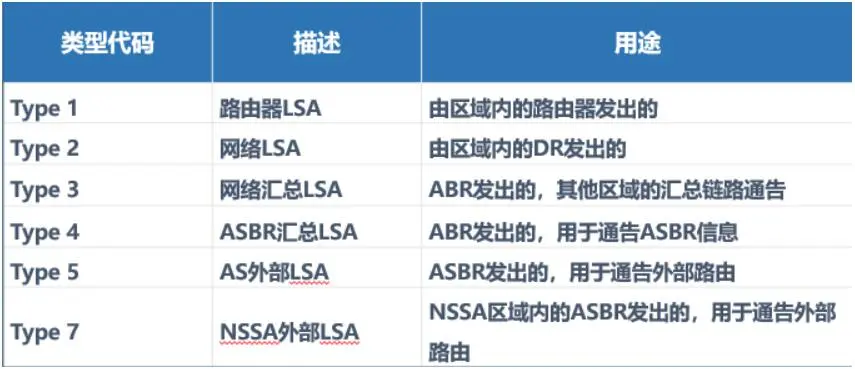 类型代码 描述 用途
Type 1 路由器LSA 由区域内的路由器发出的
Type 2 网络LSA 由区域内的DR发出的
Type 3 网络汇总LSA ABR发出的，其他区域的汇总链路通告
Type 4 ASBR汇总LSA ABR发出的，用于通告ASBR信息
Type 5 AS外部LSA ASBR发出的，用于通告外部路由
Type 7 NSSA外部LSA NSSA区域内的ASBR发出的，用于通告外部
路由